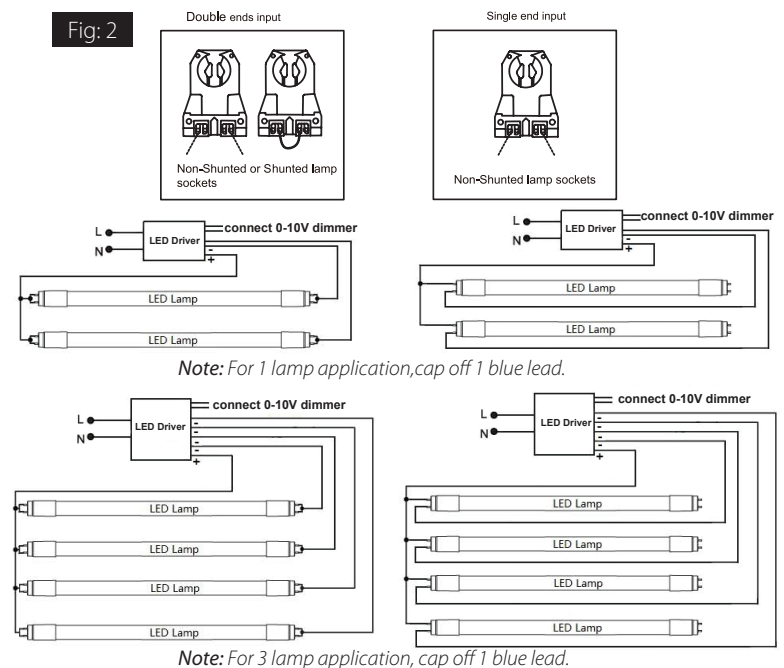 Fig: 2
Double ends input
Non-Shunted or Shunted lamp
sockets
Single end input
Non-Shunted lamp sockets
L
N
LED Driver
connect 0-10V dimmer
-
-
+
LED Lamp
LED Lamp
L
N
LED Driver
connect 0-10V dimmer
-
-
+
LED Lamp
LED Lamp
Note: For 1 lamp application,cap off 1 blue lead.
L
N
LED Driver
connect 0-10V dimmer
-
-
-
-
+
LED Lamp
LED Lamp
LED Lamp
LED Lamp
L
N
LED Driver
connect 0-10V dimmer
-
-
-
-
+
LED Lamp
LED Lamp
LED Lamp
LED Lamp
Note: For 3 lamp application, cap off 1 blue lead.